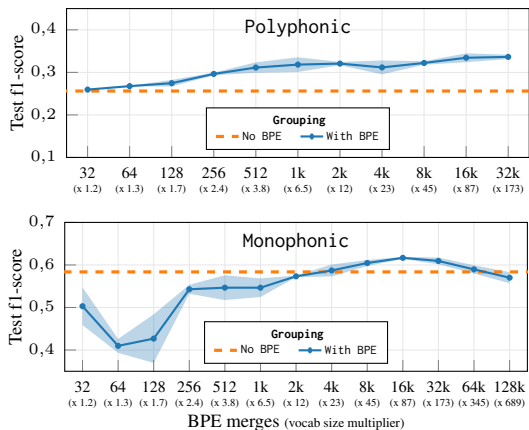 Polyphonic
Test f1-score
0,4
0,3
0,2
0,1
Grouping
No BPE With BPE
32 64 128 256 512 1k 2k 4k 8k 16k 32k
(x 1.2) (x 1.3) (x 1.7) (x 2.4) (x 3.8) (x 6.5) (x 12) (x 23) (x 45) (x 87) (x 173)
Monophonic
Test f1-score
0,7
0,6
0,5
0,4
Grouping
No BPE With BPE
32 64 128 256 512 1k 2k 4k 8k 16k 32k 64k 128k
(x 1.2) (x 1.3) (x 1.7) (x 2.4) (x 3.8) (x 6.5) (x 12) (x 23) (x 45) (x 87) (x 173) (x 345) (x 689)
BPE merges (vocab size multiplier)